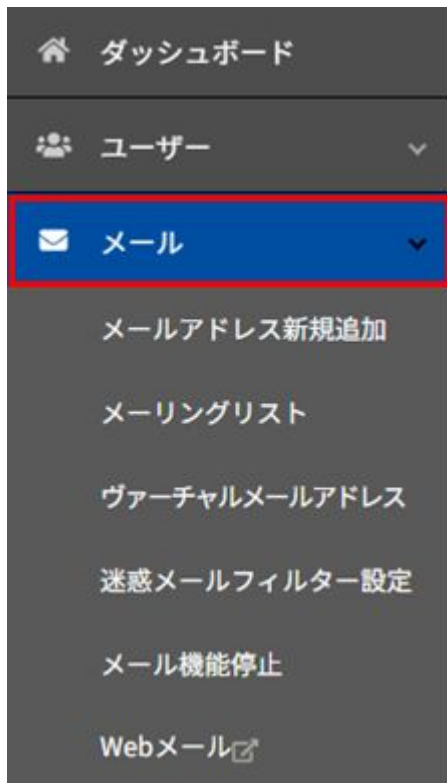 ダッシュボード
ユーザー
メール
メールアドレス新規追加
メーリングリスト
ヴァーチャルメールアドレス
迷惑メールフィルター設定
メール機能停止
Webメール